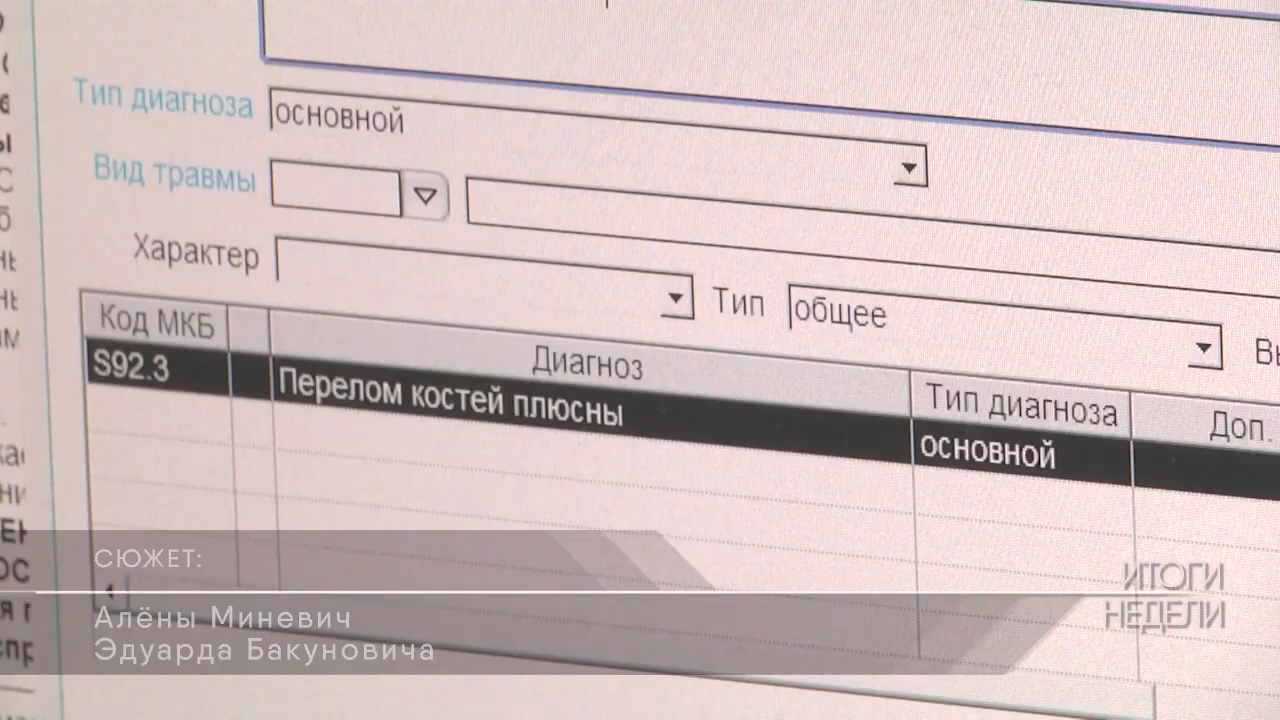 Тип диагноза основной
Вид травмы
Характер
Тип общее
Код МКБ Диагноз Тип диагноза Доп.
S92.3 Перелом костей плюсны основной
СЮЖЕТ:
Алёны Миневич
Эдуарда Бакуновича
ИТОГИ
НЕДЕЛИ